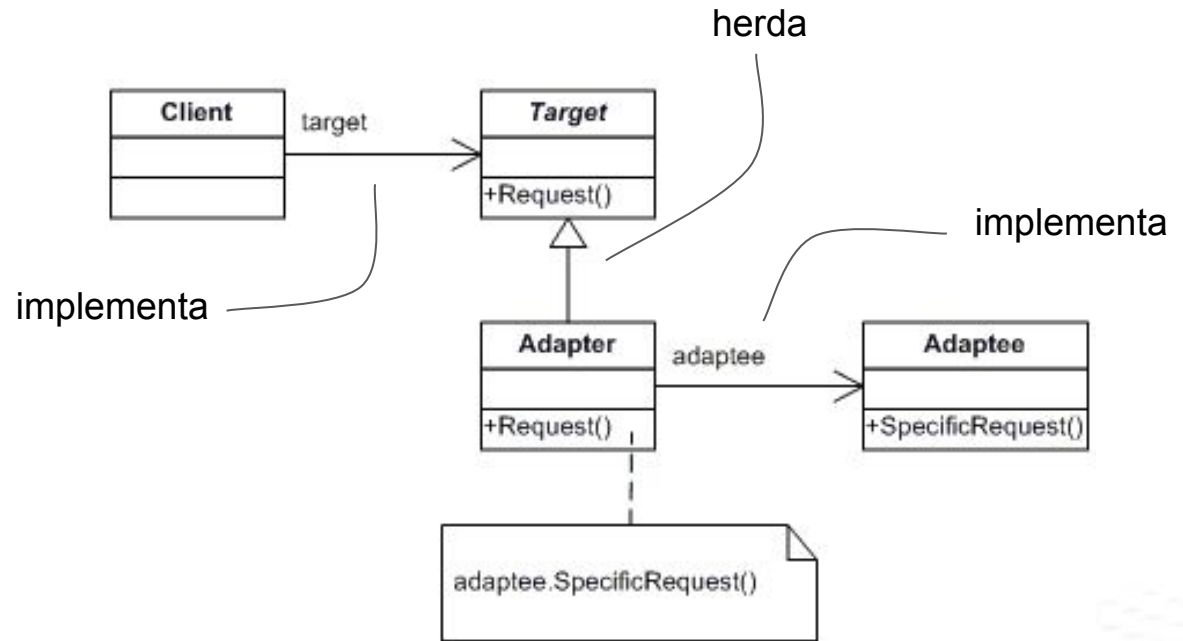 herda
Client
target
Target
+Request()
implementa
implementa
Adapter
adaptee
Adaptee
+Request()
+SpecificRequest()
adaptee.SpecificRequest()